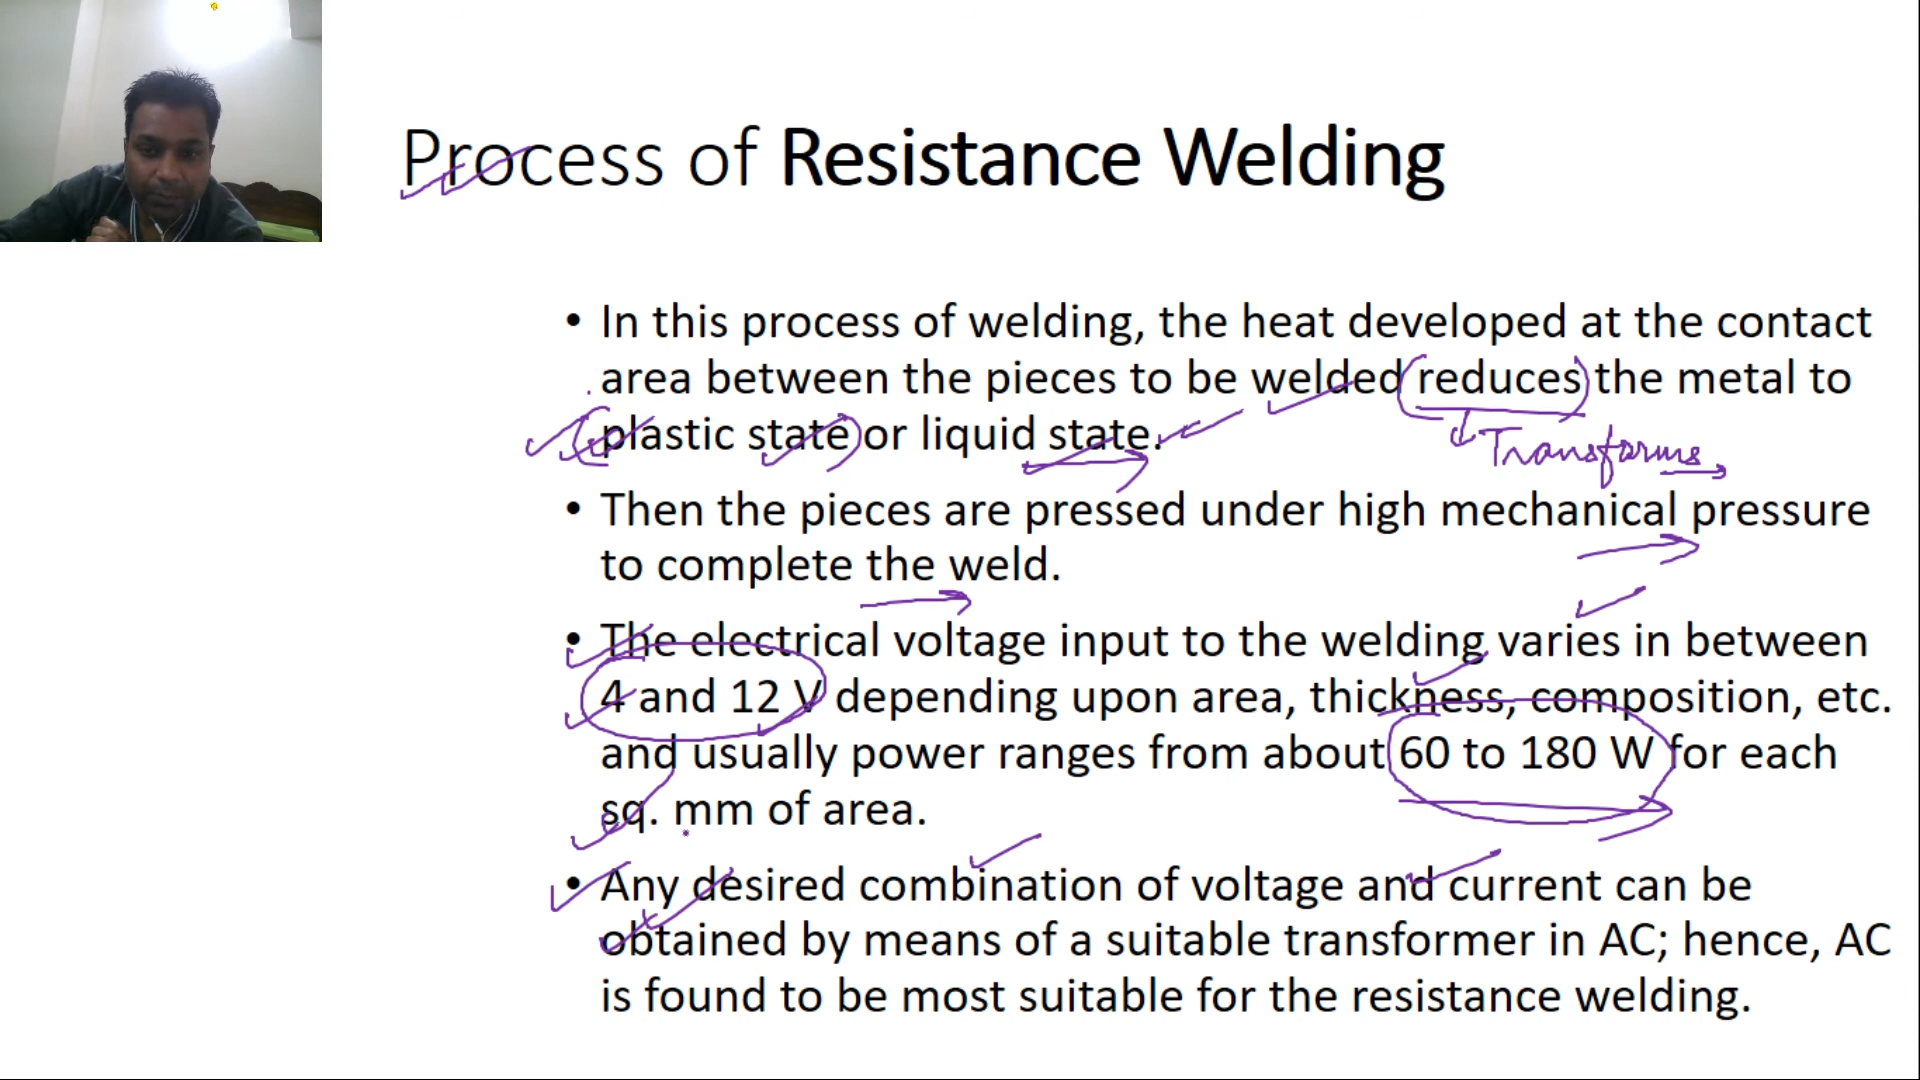 Process of Resistance Welding
• In this process of welding, the heat developed at the contact
area between the pieces to be welded reduces the metal to
plastic state or liquid state.
Transforms
• Then the pieces are pressed under high mechanical pressure
to complete the weld.
• The electrical voltage input to the welding varies in between
4 and 12 V depending upon area, thickness, composition, etc.
and usually power ranges from about 60 to 180 W for each
sq. mm of area.
• Any desired combination of voltage and current can be
obtained by means of a suitable transformer in AC; hence, AC
is found to be most suitable for the resistance welding.